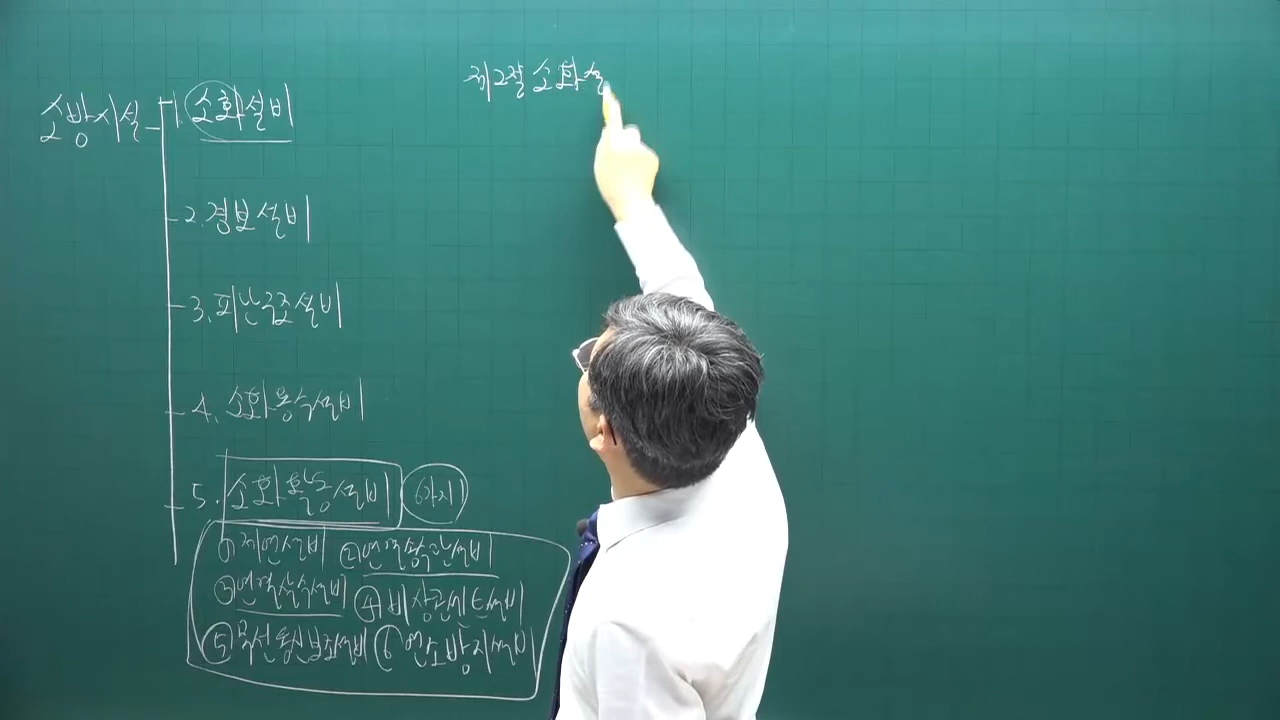 제2절 소화설
소방시설
1. 소화설비
2. 경보설비
3. 피난구조설비
4. 소화용수설비
5. 소화활동설비 6가지
① 제연설비 ② 연결송수관설비
③ 연결살수설비 ④ 비상콘센트설비
⑤ 무선통신보조설비 ⑥ 연소방지설비